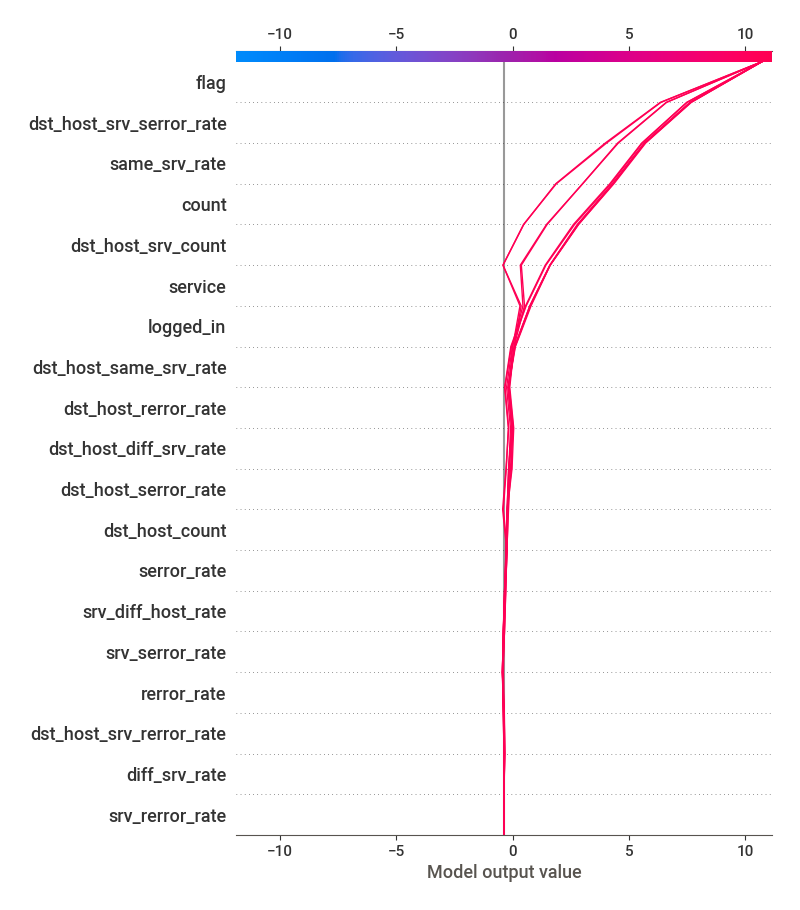 −10 −5 0 5 10
flag
dst_host_srv_serror_rate
same_srv_rate
count
dst_host_srv_count
service
logged_in
dst_host_same_srv_rate
dst_host_rerror_rate
dst_host_diff_srv_rate
dst_host_serror_rate
dst_host_count
serror_rate
srv_diff_host_rate
srv_serror_rate
rerror_rate
dst_host_srv_rerror_rate
diff_srv_rate
srv_rerror_rate
−10 −5 0 5 10
Model output value